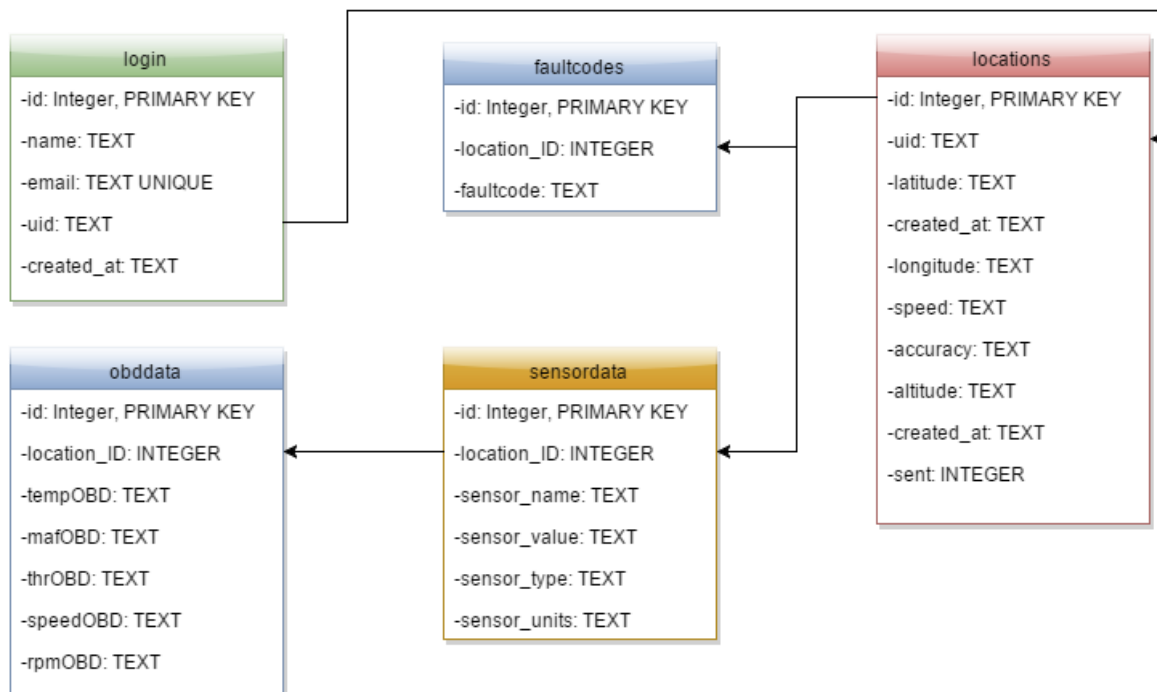 login
-id: Integer, PRIMARY KEY
-name: TEXT
-email: TEXT UNIQUE
-uid: TEXT
-created_at: TEXT
faultcodes
-id: Integer, PRIMARY KEY
-location_ID: INTEGER
-faultcode: TEXT
locations
-id: Integer, PRIMARY KEY
-uid: TEXT
-latitude: TEXT
-created_at: TEXT
-longitude: TEXT
-speed: TEXT
-accuracy: TEXT
-altitude: TEXT
-created_at: TEXT
-sent: INTEGER
obddata
-id: Integer, PRIMARY KEY
-location_ID: INTEGER
-tempOBD: TEXT
-mafOBD: TEXT
-thrOBD: TEXT
-speedOBD: TEXT
-rpmOBD: TEXT
sensordata
-id: Integer, PRIMARY KEY
-location_ID: INTEGER
-sensor_name: TEXT
-sensor_value: TEXT
-sensor_type: TEXT
-sensor_units: TEXT